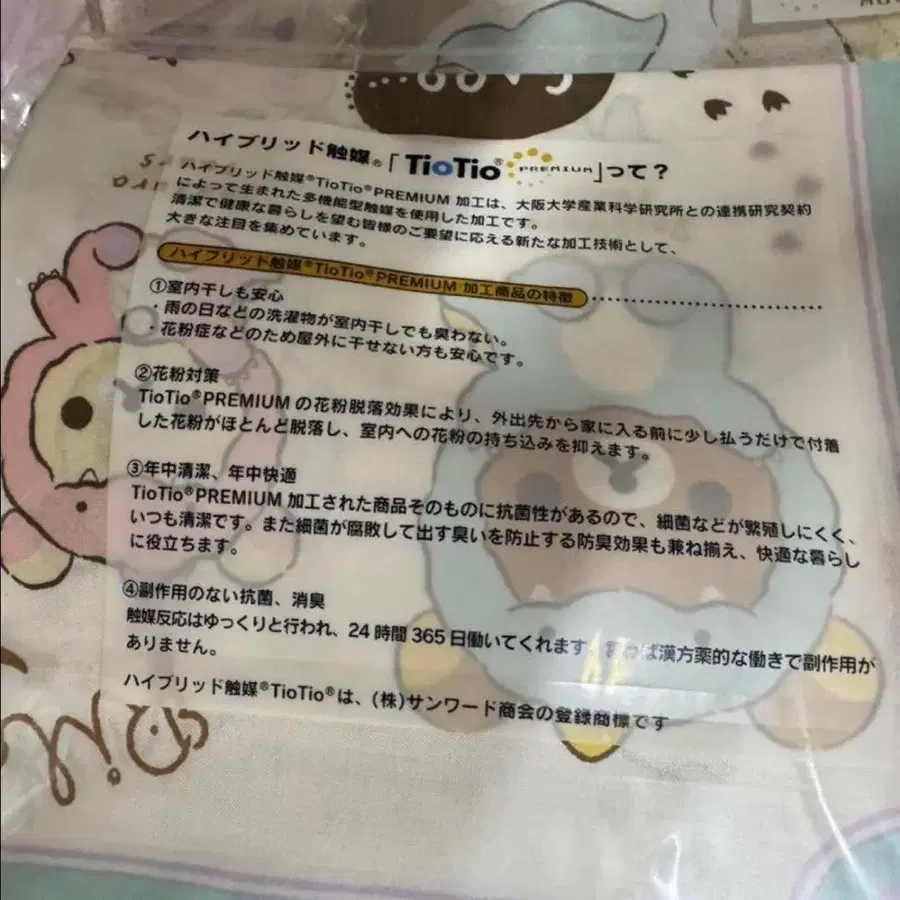 ハイブリッド触媒®「TioTio® PREMIUM」って?
ハイブリッド触媒®TioTio®PREMIUM 加工は、大阪大学産業科学研究所との連携研究契約
によって生まれた多機能型触媒を使用した加工です。
清潔で健康な暮らしを望む皆様のご要望に応える新たな加工技術として、
大きな注目を集めています。
ハイブリッド触媒®TioTio®PREMIUM 加工商品の特徴
①室内干しも安心
・雨の日などの洗濯物が室内干しでも臭わない。
・花粉症などのため屋外に干せない方も安心です。
②花粉対策
TioTio®PREMIUM の花粉脱落効果により、外出先から家に入る前に少し払うだけで付着
した花粉がほとんど脱落し、室内への花粉の持ち込みを抑えます。
③年中清潔、年中快適
TioTio®PREMIUM 加工された商品そのものに抗菌性があるので、細菌などが繁殖しにくく、
いつも清潔です。また細菌が腐敗して出す臭いを防止する防臭効果も兼ね揃え、快適な暮らし
に役立ちます。
④副作用のない抗菌、消臭
触媒反応はゆっくりと行われ、24 時間 365 日働いてくれます。 漢方薬的な働きで副作用が
ありません。
ハイブリッド触媒®TioTio®は、(株)サンワード商会の登録商標です